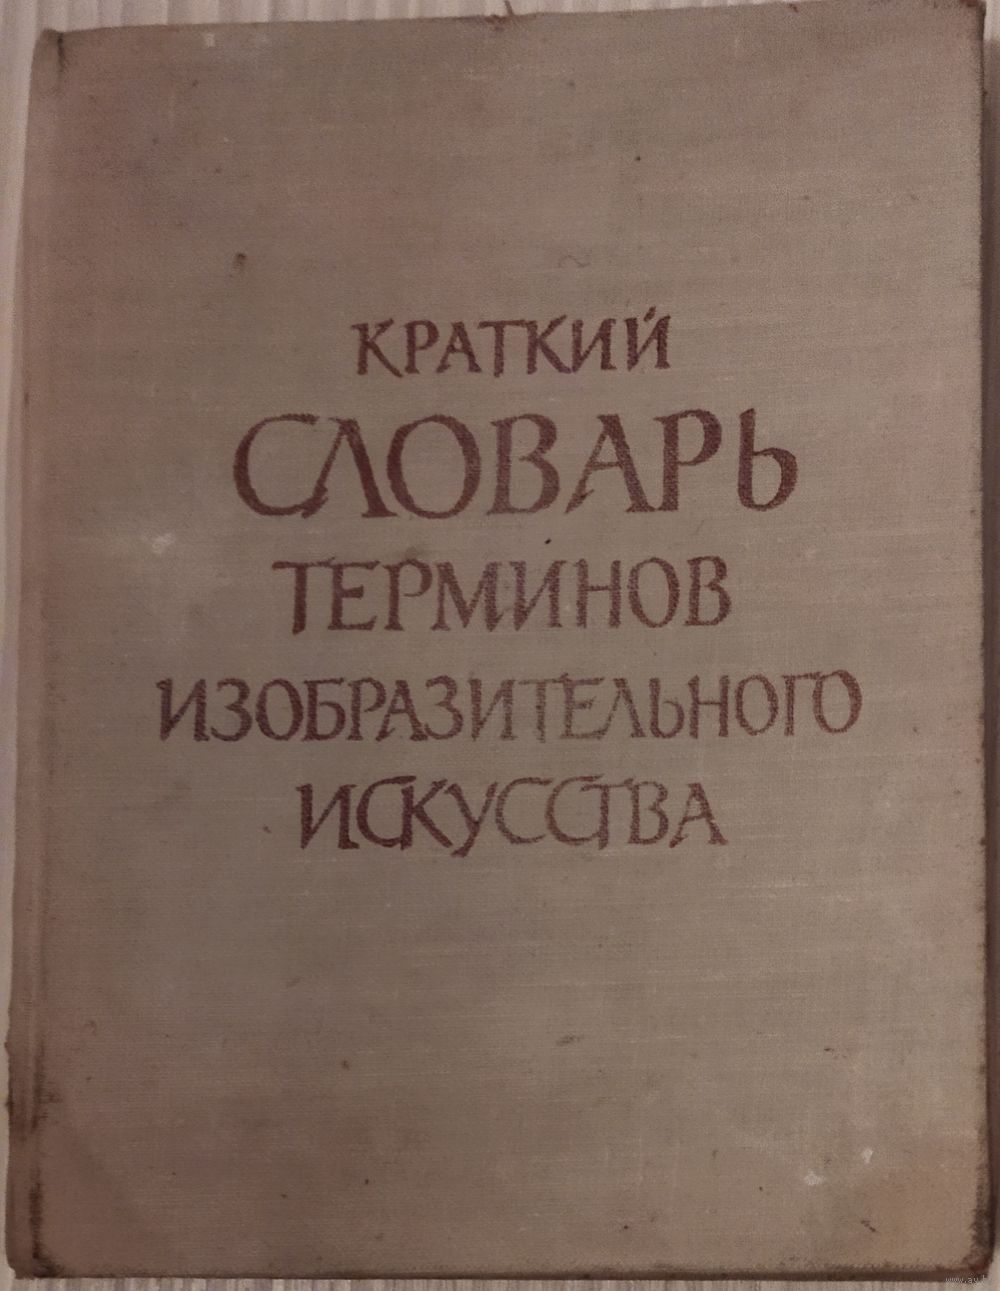 КРАТКИЙ
СЛОВАРЬ
ТЕРМИНОВ
ИЗОБРАЗИТЕЛЬНОГО
ИСКУССТВА